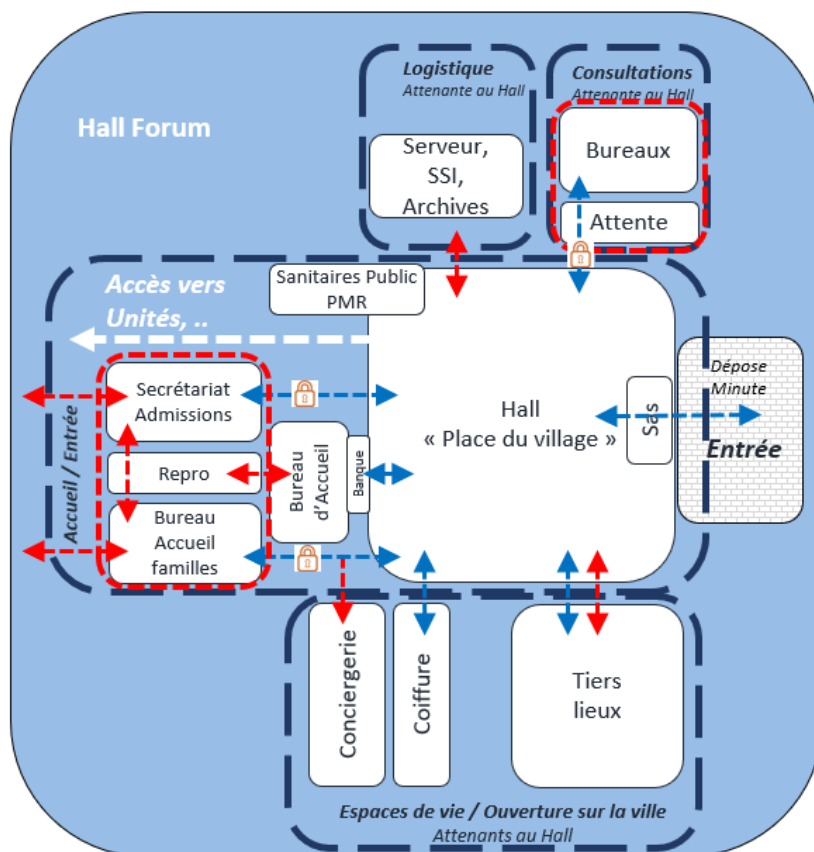 Logistique
Attenante au Hall
Consultations
Attenante au Hall
Hall Forum
Serveur,
SSI,
Archives
Bureaux
Attente
Sanitaires Public
PMR
Accès vers
Unités, ..
Dépose
Minute
Secrétariat
Admissions
Hall
« Place du village »
Sas
Entrée
Accueil / Entrée
Repro
Bureau
d'Accueil
Banque
Bureau
Accueil
familles
Conciergerie
Coiffure
Tiers
lieux
Espaces de vie / Ouverture sur la ville
Attenants au Hall